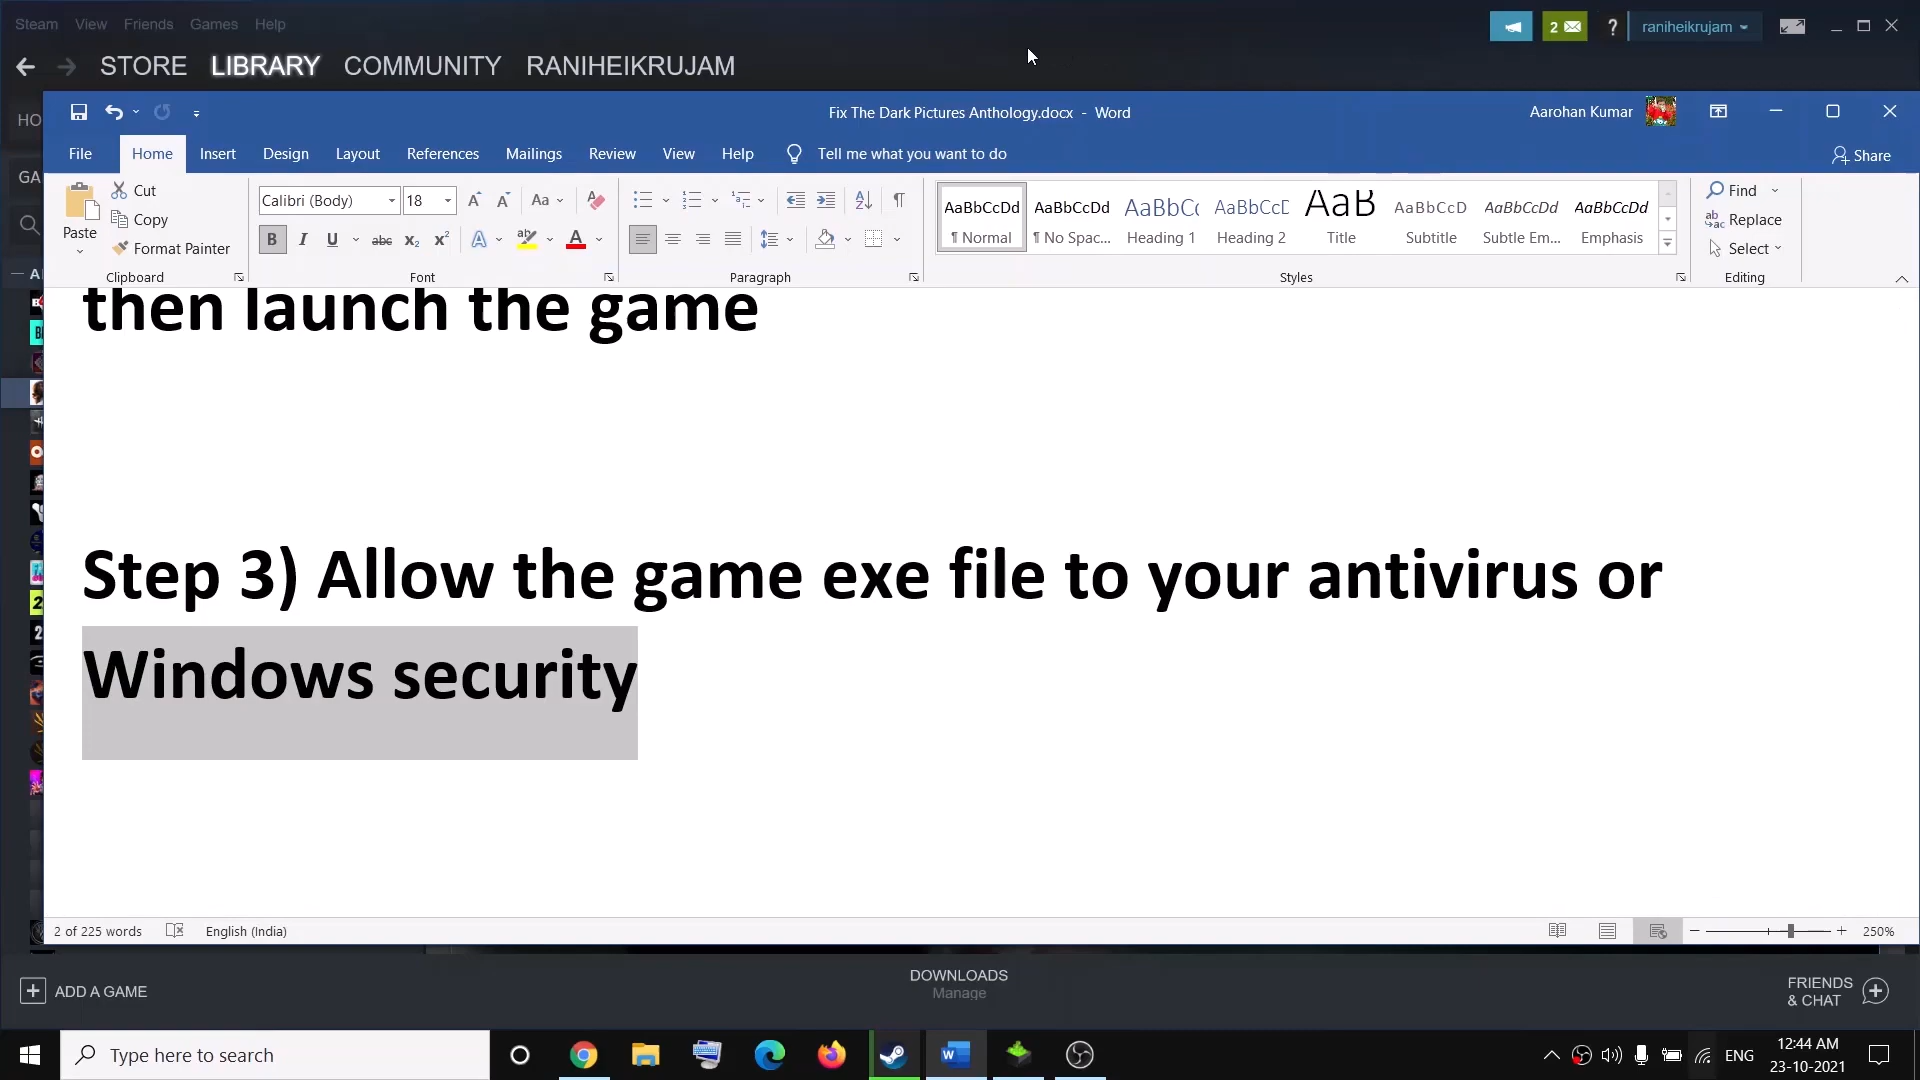 Steam View Friends Games Help
2
?
raniheikrujam
STORE LIBRARY COMMUNITY RANIHEIKRUJAM
HO
Fix The Dark Pictures Anthology.docx - Word
Aarohan Kumar
File Home Insert Design Layout References Mailings Review View Help Tell me what you want to do
Share
GA
Paste
Cut
Copy
Format Painter
Clipboard
Calibri (Body) 18
Font
Paragraph
AaBbCcDd AaBbCcDd AaBbC AaBbCcD AaB AaBbCcD AaBbCcDd AaBbCcDd
¶ Normal ¶ No Spac... Heading 1 Heading 2 Title Subtitle Subtle Em... Emphasis
Styles
Find
Replace
Select
Editing
then launch the game
Step 3) Allow the game exe file to your antivirus or
Windows security
2 of 225 words English (India)
250%
ADD A GAME
DOWNLOADS
Manage
FRIENDS
& CHAT
Type here to search
ENG
12:44 AM
23-10-2021